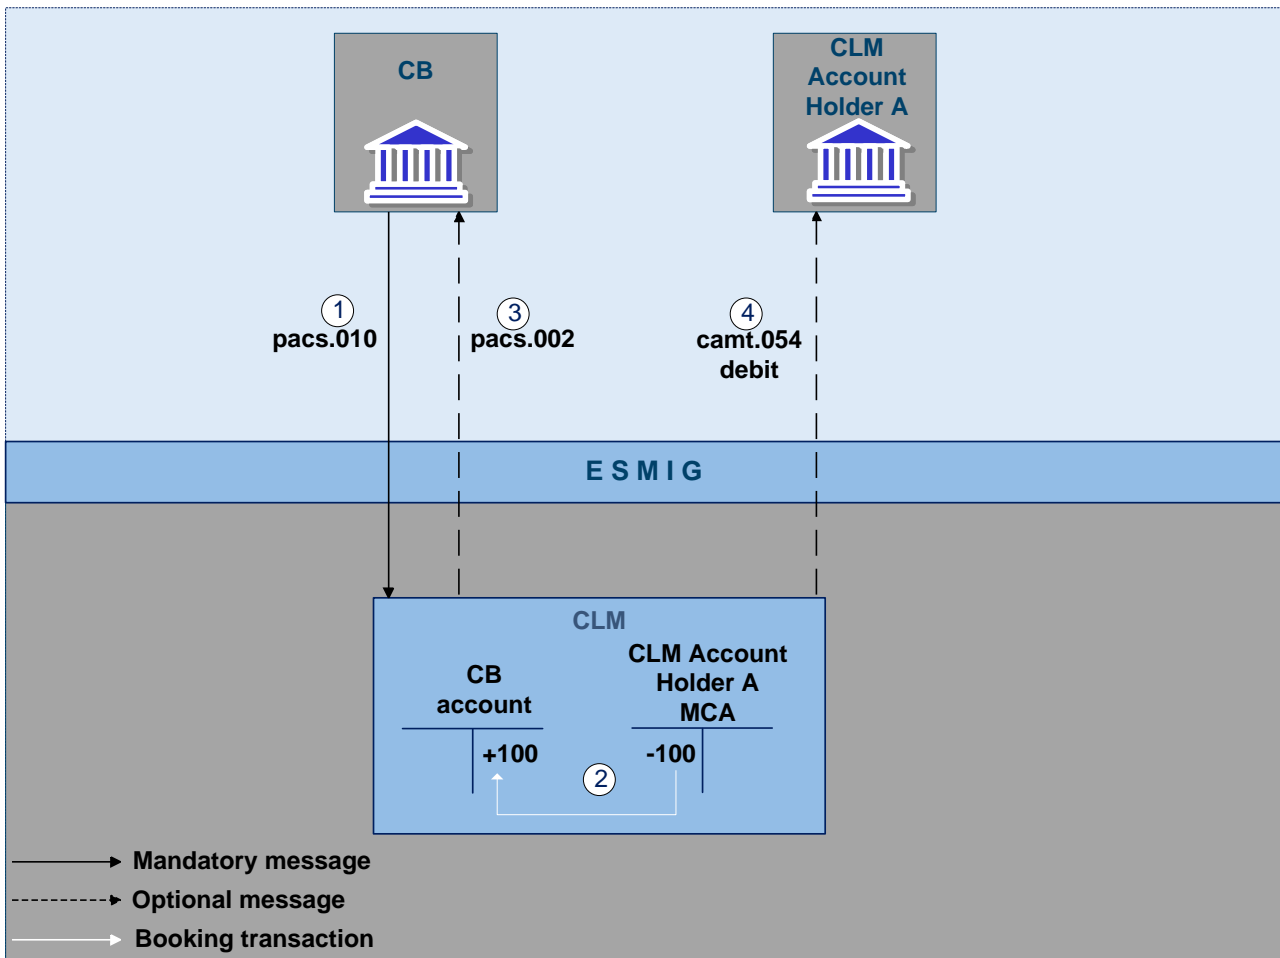 CB
CLM
Account
Holder A
1
pacs.010
3
pacs.002
4
camt.054
debit
E S M I G
CLM
CB
account
CLM Account
Holder A
MCA
+100
-100
2
Mandatory message
Optional message
Booking transaction